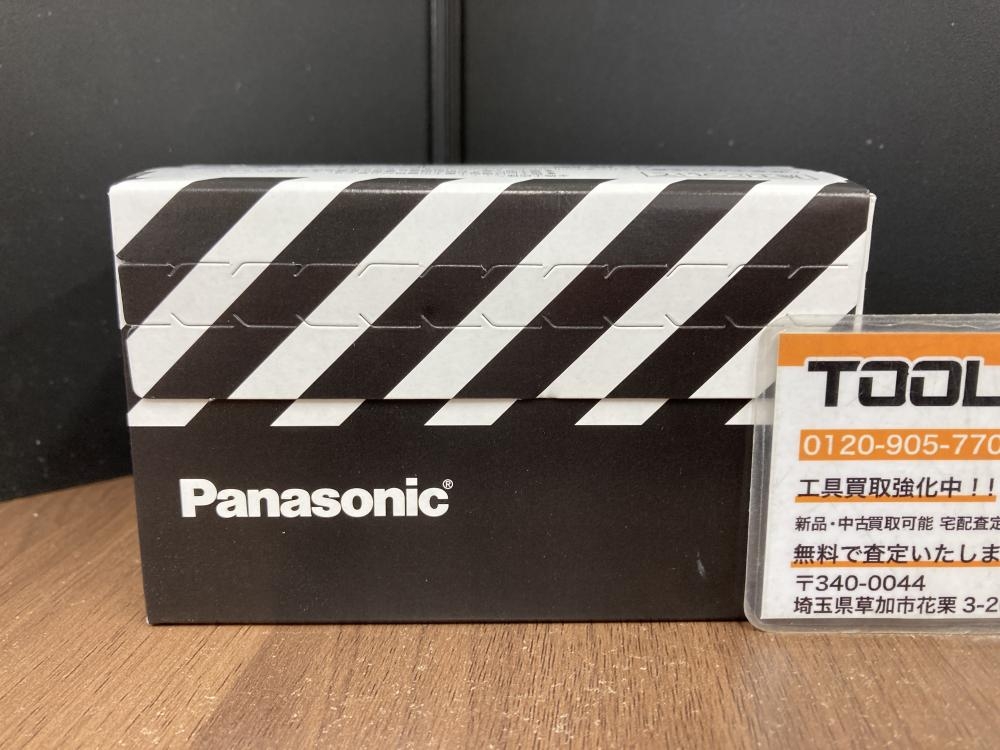 Panasonic®
TOOL
0120-905-770
工具買取強化中！！
新品・中古買取可能 宅配査定
無料で査定いたしま
〒340-0044
埼玉県草加市花栗 3-2